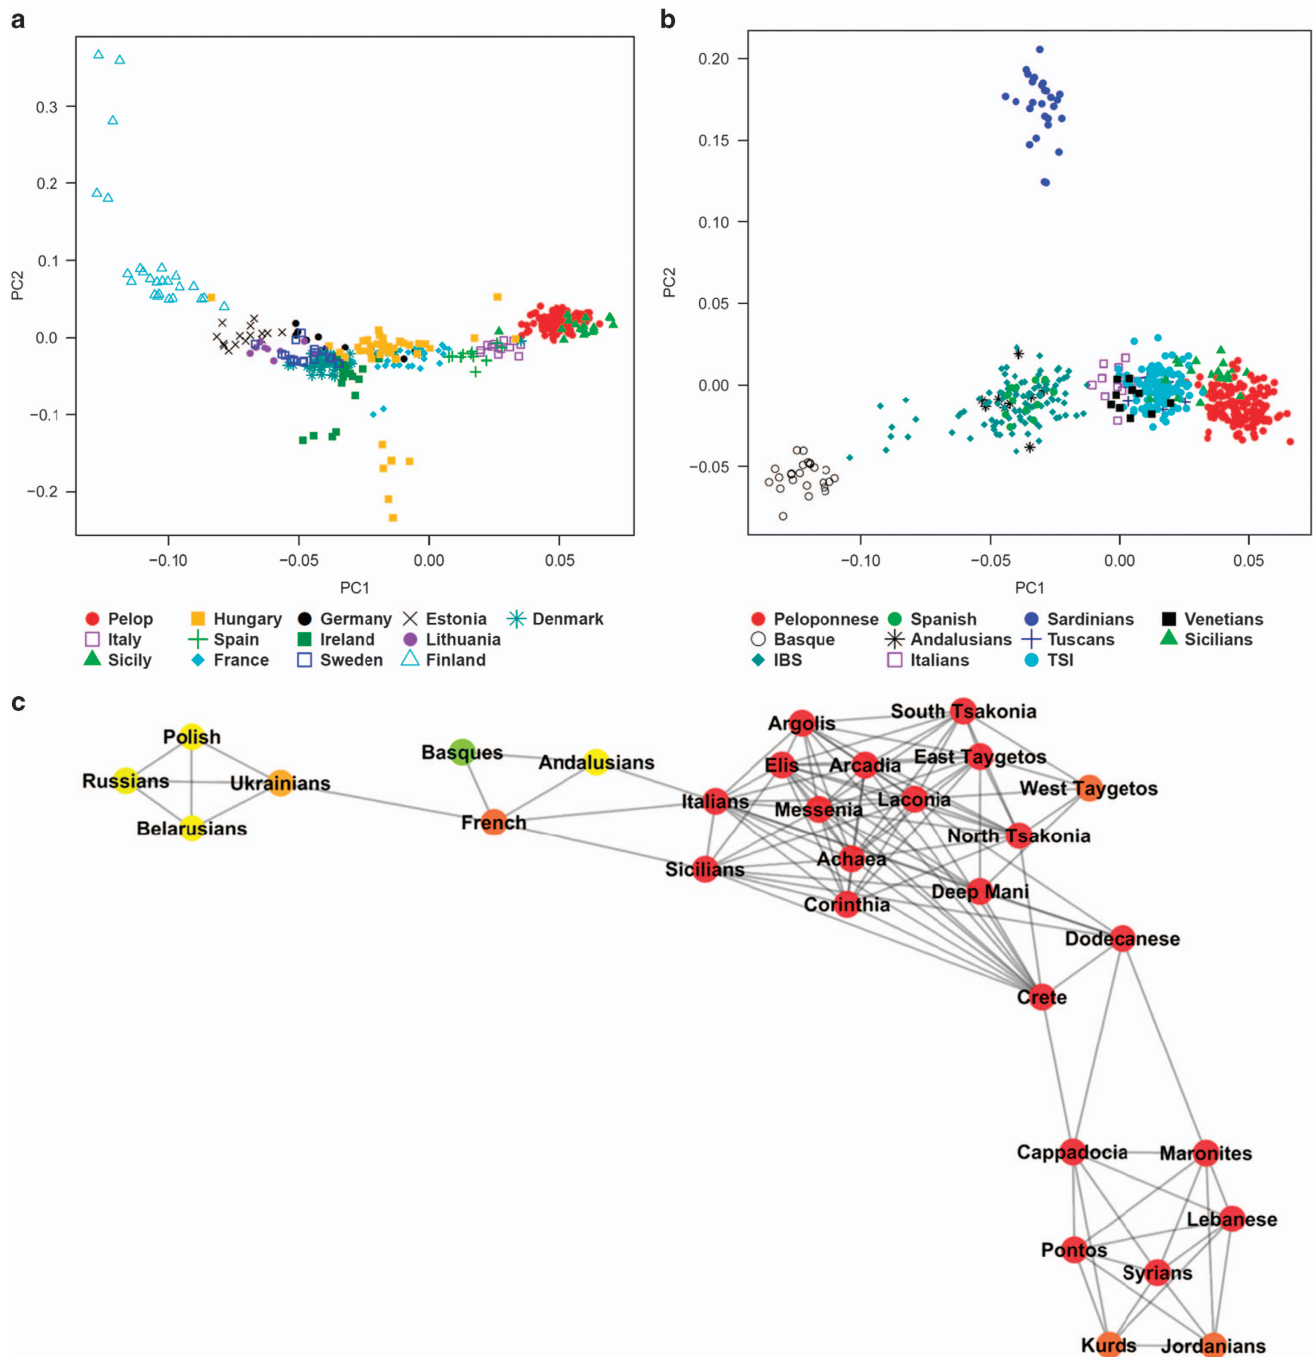 a
PC2
0.3
0.2
0.1
0.0
−0.1
−0.2
−0.10 −0.05 0.00 0.05
PC1
Pelop Hungary Germany Estonia Denmark
Italy Spain Ireland Lithuania
Sicily France Sweden Finland
b
PC2
0.20
0.15
0.10
0.05
0.00
−0.05
−0.10 −0.05 0.00 0.05
PC1
Peloponnese Spanish Sardinians Venetians
Basque Andalusians Tuscans Sicilians
IBS Italians TSI
c
Polish
Russians
Ukrainians
Belarusians
Basques
Andalusians
French
Argolis
South Tsakonia
Elis
Arcadia
East Taygetos
West Taygetos
Italians
Messenia
Laconia
North Tsakonia
Sicilians
Achaea
Deep Mani
Corinthia
Dodecanese
Crete
Cappadocia
Maronites
Lebanese
Pontos
Syrians
Kurds
Jordanians